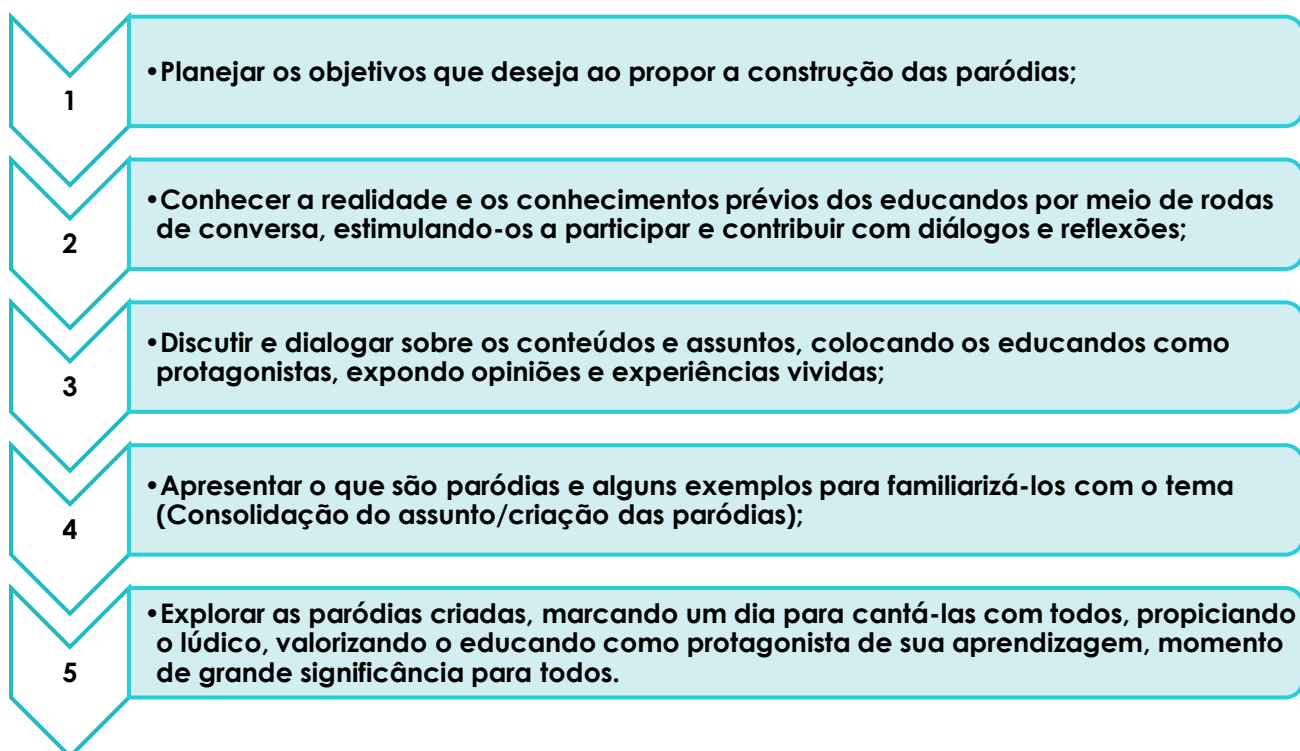 1
•Planejar os objetivos que deseja ao propor a construção das paródias;
2
•Conhecer a realidade e os conhecimentos prévios dos educandos por meio de rodas
de conversa, estimulando-os a participar e contribuir com diálogos e reflexões;
3
•Discutir e dialogar sobre os conteúdos e assuntos, colocando os educandos como
protagonistas, expondo opiniões e experiências vividas;
4
•Apresentar o que são paródias e alguns exemplos para familiarizá-los com o tema
(Consolidação do assunto/criação das paródias);
5
•Explorar as paródias criadas, marcando um dia para cantá-las com todos, propiciando
o lúdico, valorizando o educando como protagonista de sua aprendizagem, momento
de grande significância para todos.